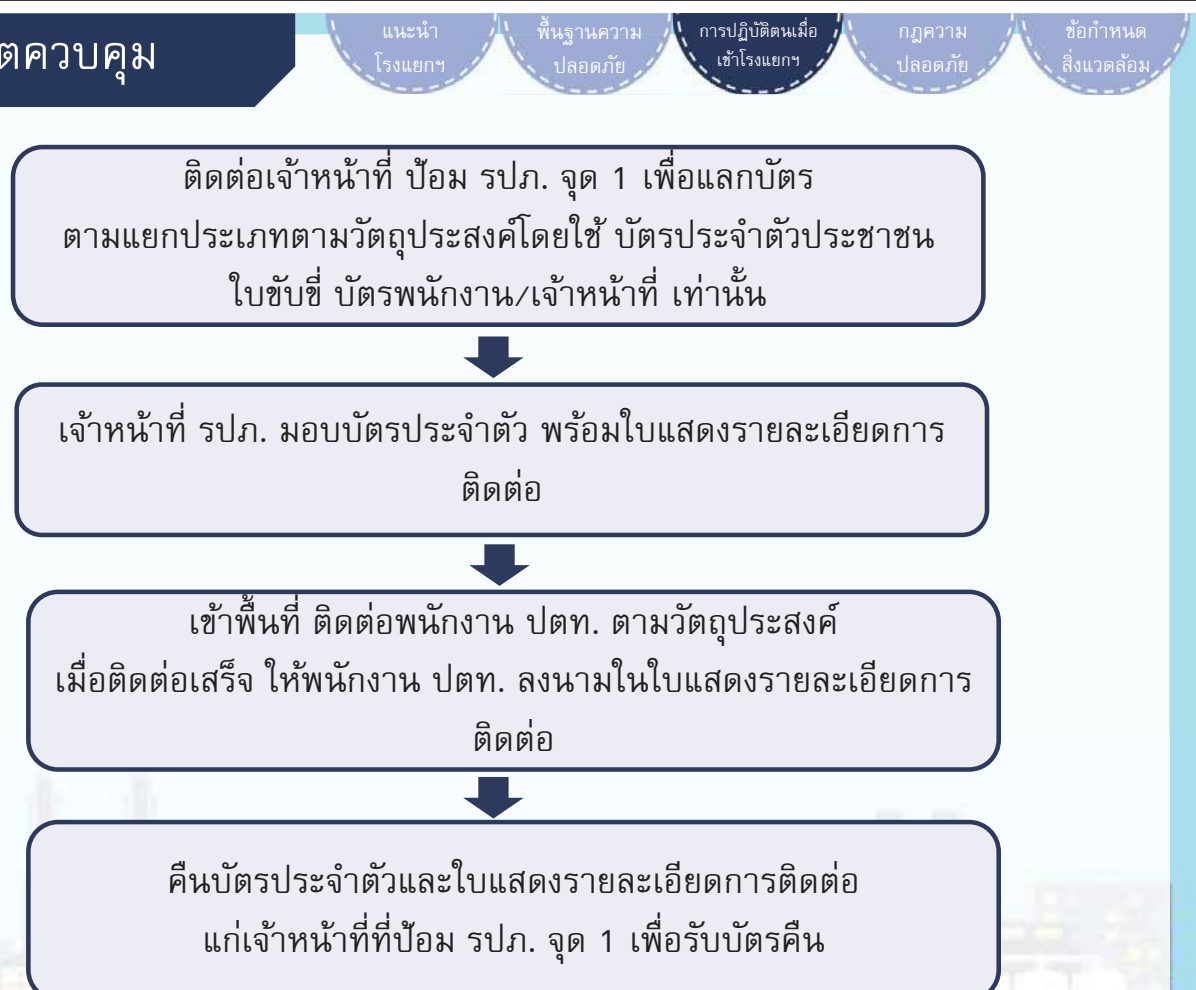 ตควบคุม
แนะนำ
โรงแยกฯ
พื้นฐานความ
ปลอดภัย
การปฏิบัติตนเมื่อ
เข้าโรงแยกฯ
กฎความ
ปลอดภัย
ข้อกำหนด
สิ่งแวดล้อม
ติดต่อเจ้าหน้าที่ ป้อม รปภ. จุด 1 เพื่อแลกบัตร
ตามแยกประเภทตามวัตถุประสงค์โดยใช้ บัตรประจำตัวประชาชน
ใบขับขี่ บัตรพนักงาน/เจ้าหน้าที่ เท่านั้น
เจ้าหน้าที่ รปภ. มอบบัตรประจำตัว พร้อมใบแสดงรายละเอียดการ
ติดต่อ
เข้าพื้นที่ ติดต่อพนักงาน ปตท. ตามวัตถุประสงค์
เมื่อติดต่อเสร็จ ให้พนักงาน ปตท. ลงนามในใบแสดงรายละเอียดการ
ติดต่อ
คืนบัตรประจำตัวและใบแสดงรายละเอียดการติดต่อ
แก่เจ้าหน้าที่ที่ป้อม รปภ. จุด 1 เพื่อรับบัตรคืน